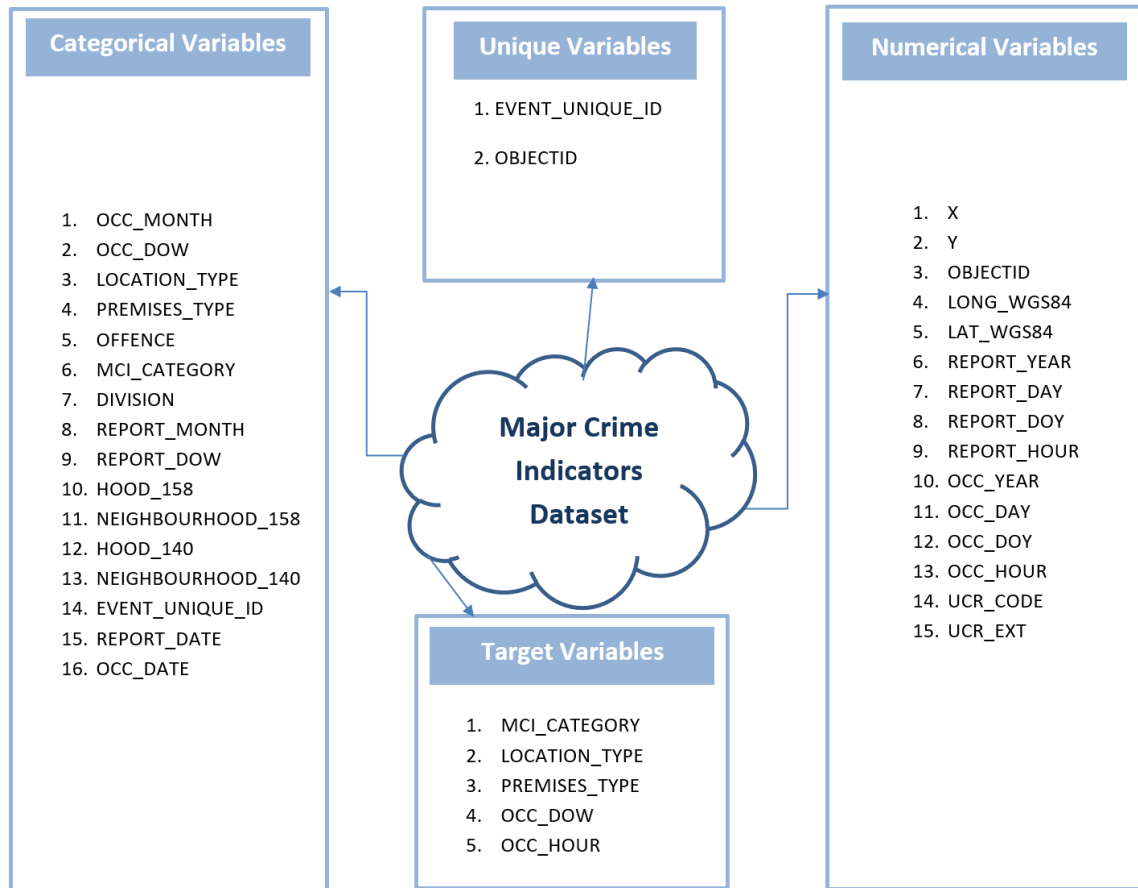 Categorical Variables
1. OCC_MONTH
2. OCC_DOW
3. LOCATION_TYPE
4. PREMISES_TYPE
5. OFFENCE
6. MCI_CATEGORY
7. DIVISION
8. REPORT_MONTH
9. REPORT_DOW
10. HOOD_158
11. NEIGHBOURHOOD_158
12. HOOD_140
13. NEIGHBOURHOOD_140
14. EVENT_UNIQUE_ID
15. REPORT_DATE
16. OCC_DATE
Unique Variables
1. EVENT_UNIQUE_ID
2. OBJECTID
Numerical Variables
1. X
2. Y
3. OBJECTID
4. LONG_WGS84
5. LAT_WGS84
6. REPORT_YEAR
7. REPORT_DAY
8. REPORT_DOY
9. REPORT_HOUR
10. OCC_YEAR
11. OCC_DAY
12. OCC_DOY
13. OCC_HOUR
14. UCR_CODE
15. UCR_EXT
Major Crime
Indicators
Dataset
Target Variables
1. MCI_CATEGORY
2. LOCATION_TYPE
3. PREMISES_TYPE
4. OCC_DOW
5. OCC_HOUR